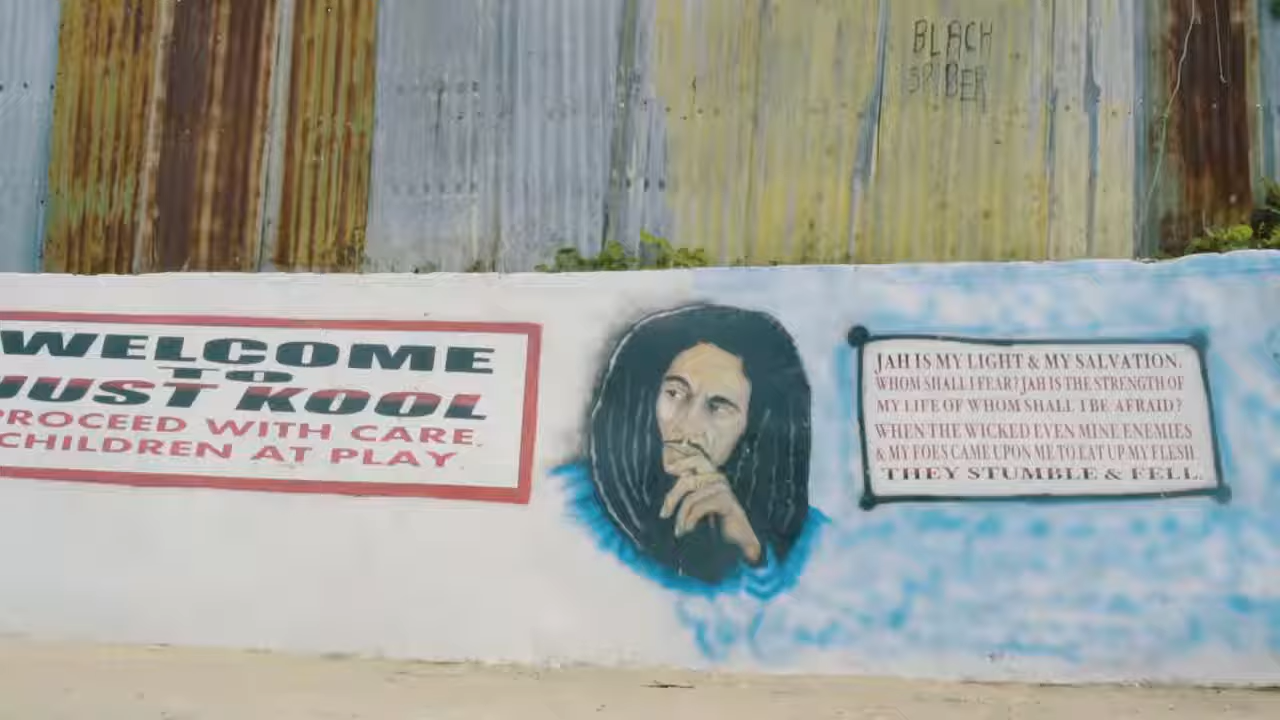 BLACH
SPIBER
WELCOME
TO
JUST KOOL
PROCEED WITH CARE.
CHILDREN AT PLAY
JAH IS MY LIGHT & MY SALVATION.
WHOM SHALL I FEAR? JAH IS THE STRENGTH OF
MY LIFE OF WHOM SHALL I BE AFRAID?
WHEN THE WICKED EVEN MINE ENEMIES
& MY FOES CAME UPON ME TO EAT UP MY FLESH
THEY STUMBLE & FELL.